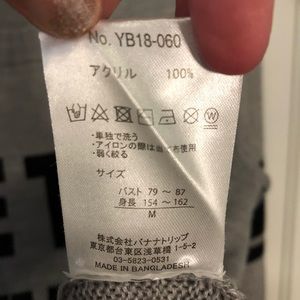 No. YB18-060
アクリル 100%
・単独で洗う
・アイロンの際は当て布使用
・弱く絞る
サイズ
バスト 79 〜 87
身長 154 〜 162
M
株式会社バナナトリップ
東京都台東区浅草橋1-5-2
03-5823-0531
MADE IN BANGLADESH